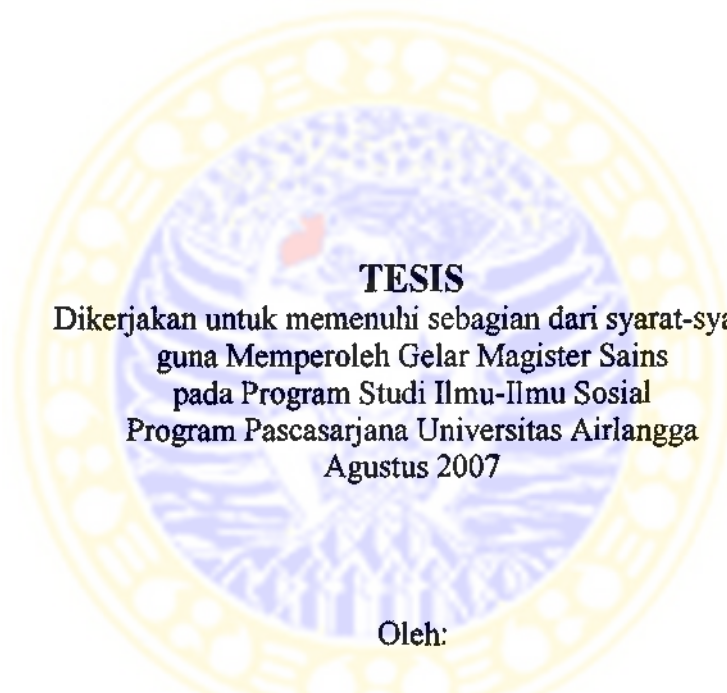 TESIS
Dikerjakan untuk memenuhi sebagian dari syarat-sya
guna Memperoleh Gelar Magister Sains
pada Program Studi Ilmu-Ilmu Sosial
Program Pascasarjana Universitas Airlangga
Agustus 2007
Oleh: